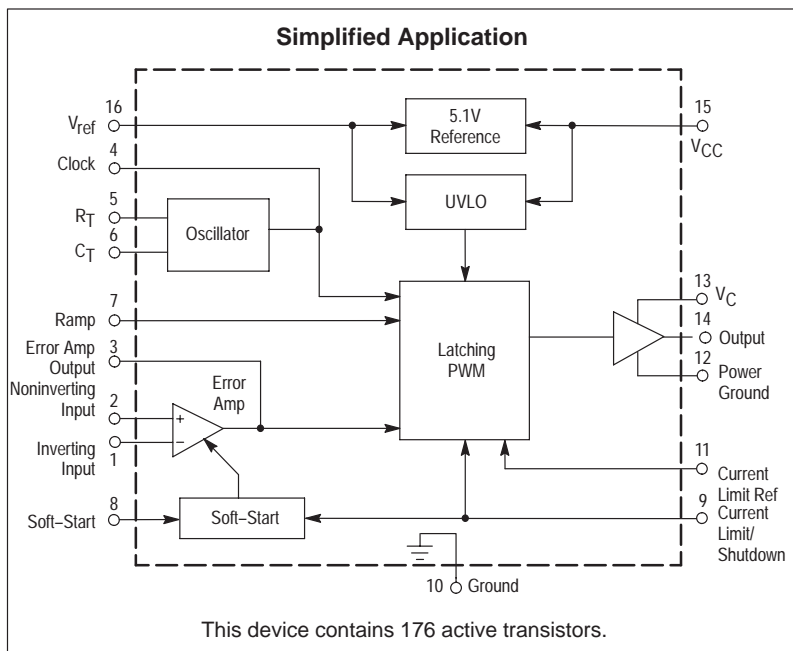 Simplified Application
16
Vref
4
Clock
5
RT
6
CT
7
Ramp
3
Error Amp
Output
Noninverting
Input
2
Inverting
Input
1
8
Soft–Start
5.1V
Reference
UVLO
Oscillator
Latching
PWM
Error
Amp
+
–
Soft–Start
15
VCC
13
VC
14
Output
12
Power
Ground
11
Current
Limit Ref
9
Current
Limit/
Shutdown
10
Ground
This device contains 176 active transistors.